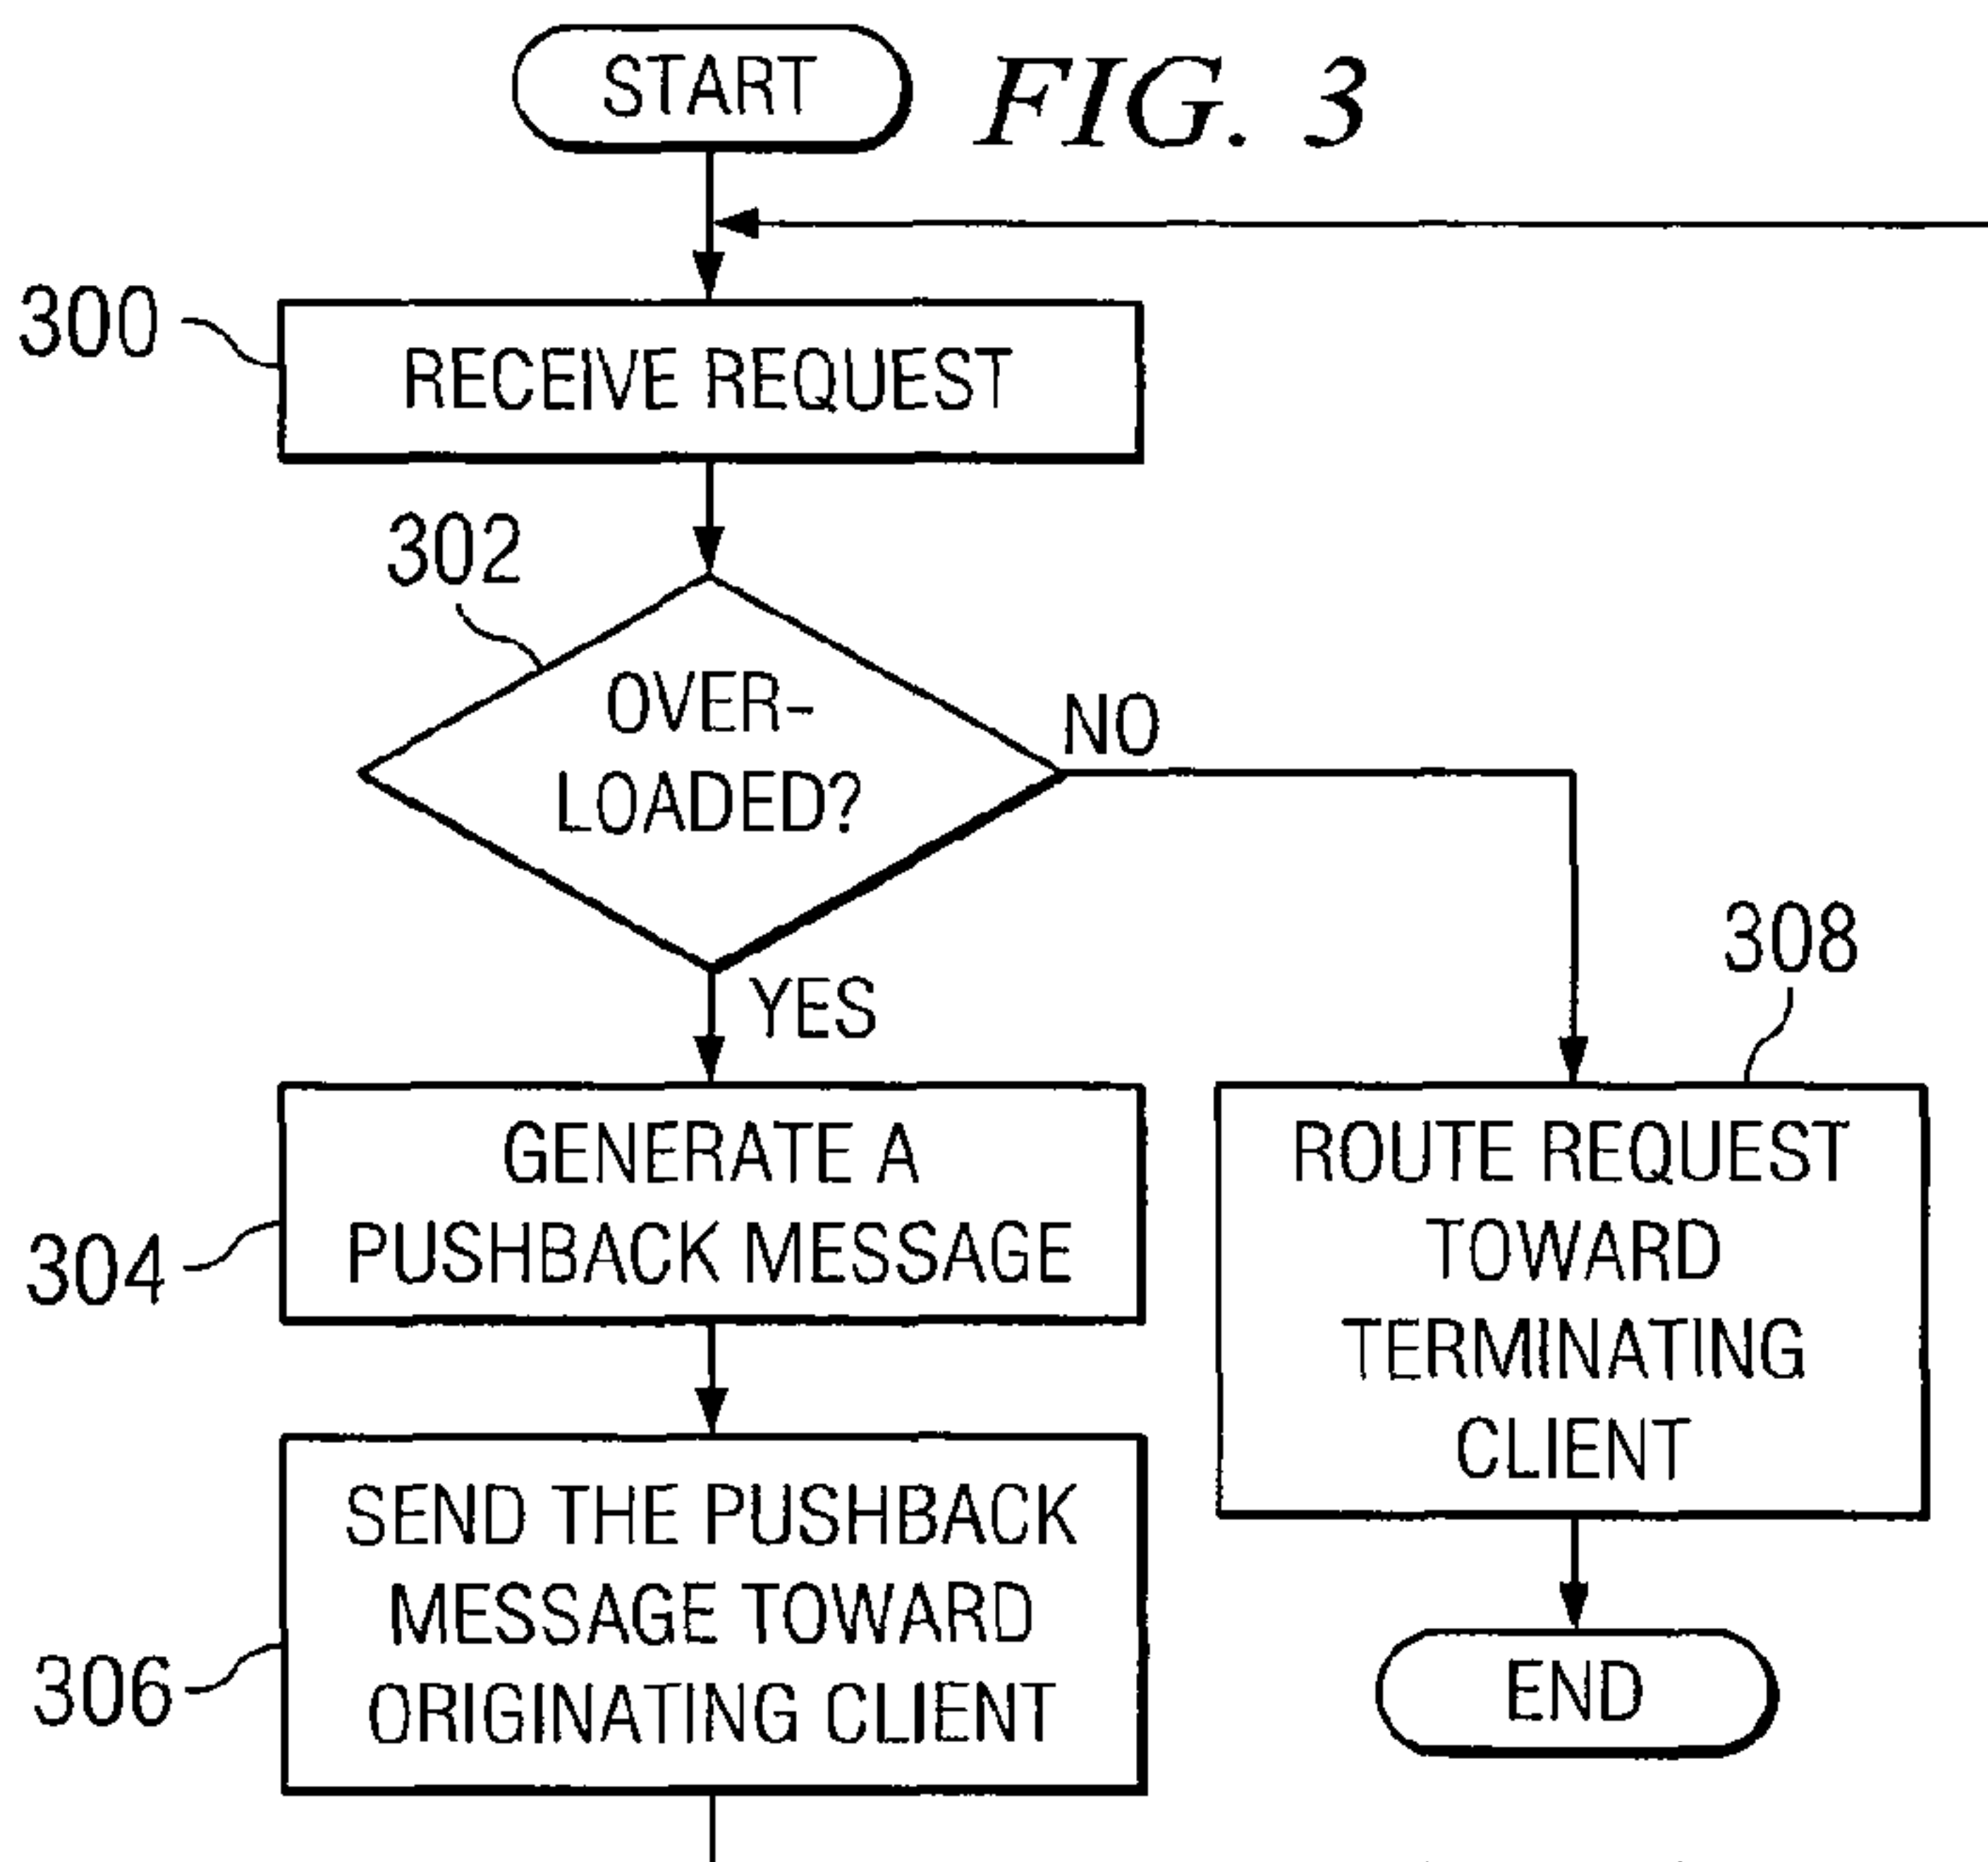 START
FIG. 3
300
RECEIVE REQUEST
302
OVER-
LOADED?
NO
YES
308
304
GENERATE A
PUSHBACK MESSAGE
ROUTE REQUEST
TOWARD
TERMINATING
CLIENT
306
SEND THE PUSHBACK
MESSAGE TOWARD
ORIGINATING CLIENT
END